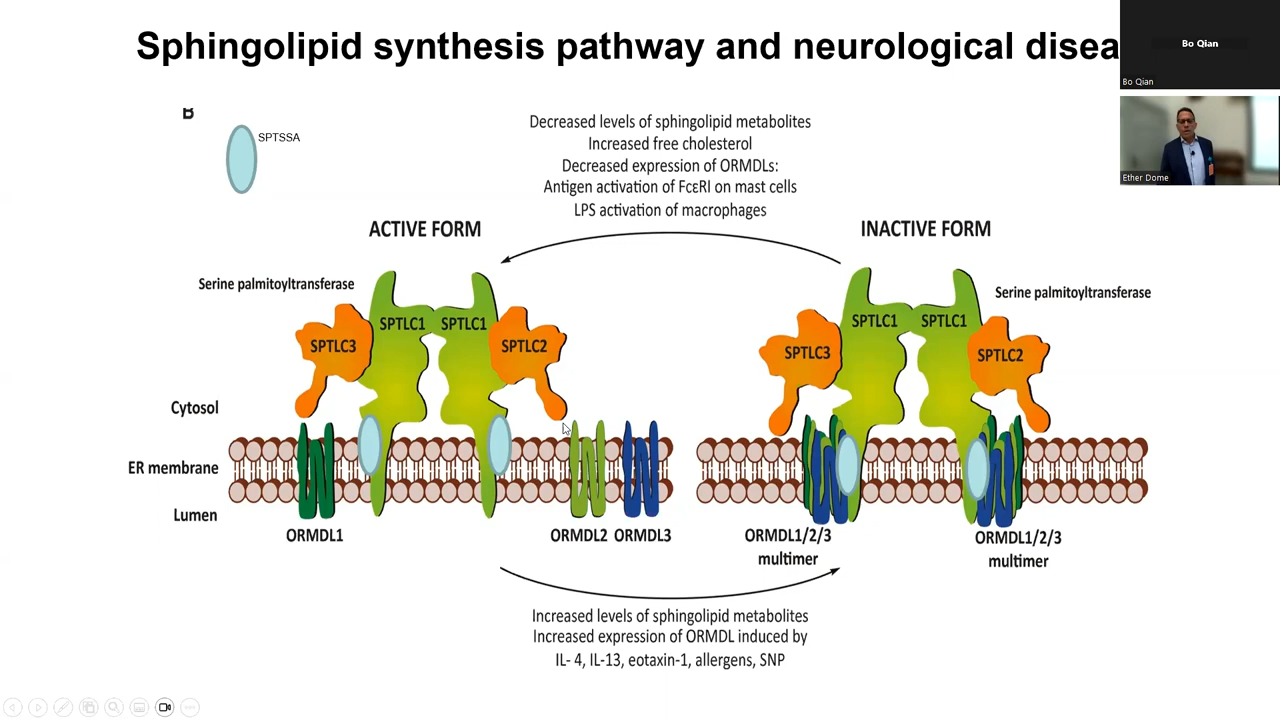 Sphingolipid synthesis pathway and neurological disea
Bo Qian
Bo Qian
Ether Dome
B
SPTSSA
Decreased levels of sphingolipid metabolites
Increased free cholesterol
Decreased expression of ORMDLs:
Antigen activation of FcεRI on mast cells
LPS activation of macrophages
ACTIVE FORM
INACTIVE FORM
Serine palmitoyltransferase
Serine palmitoyltransferase
SPTLC3
SPTLC1
SPTLC1
SPTLC2
SPTLC3
SPTLC1
SPTLC1
SPTLC2
Cytosol
ER membrane
Lumen
ORMDL1
ORMDL2
ORMDL3
ORMDL1/2/3
multimer
ORMDL1/2/3
multimer
Increased levels of sphingolipid metabolites
Increased expression of ORMDL induced by
IL- 4, IL-13, eotaxin-1, allergens, SNP